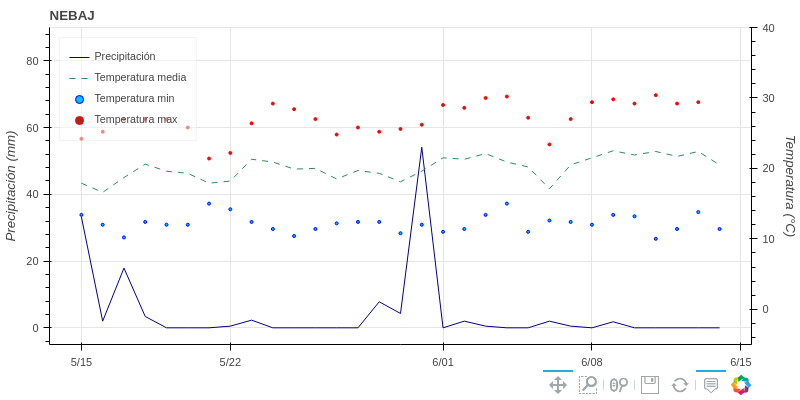 NEBAJ
Precipitación
Temperatura media
Temperatura min
Temperatura max
Precipitación (mm)
80
60
40
20
0
Temperatura (°C)
40
30
20
10
0
5/15
5/22
6/01
6/08
6/15